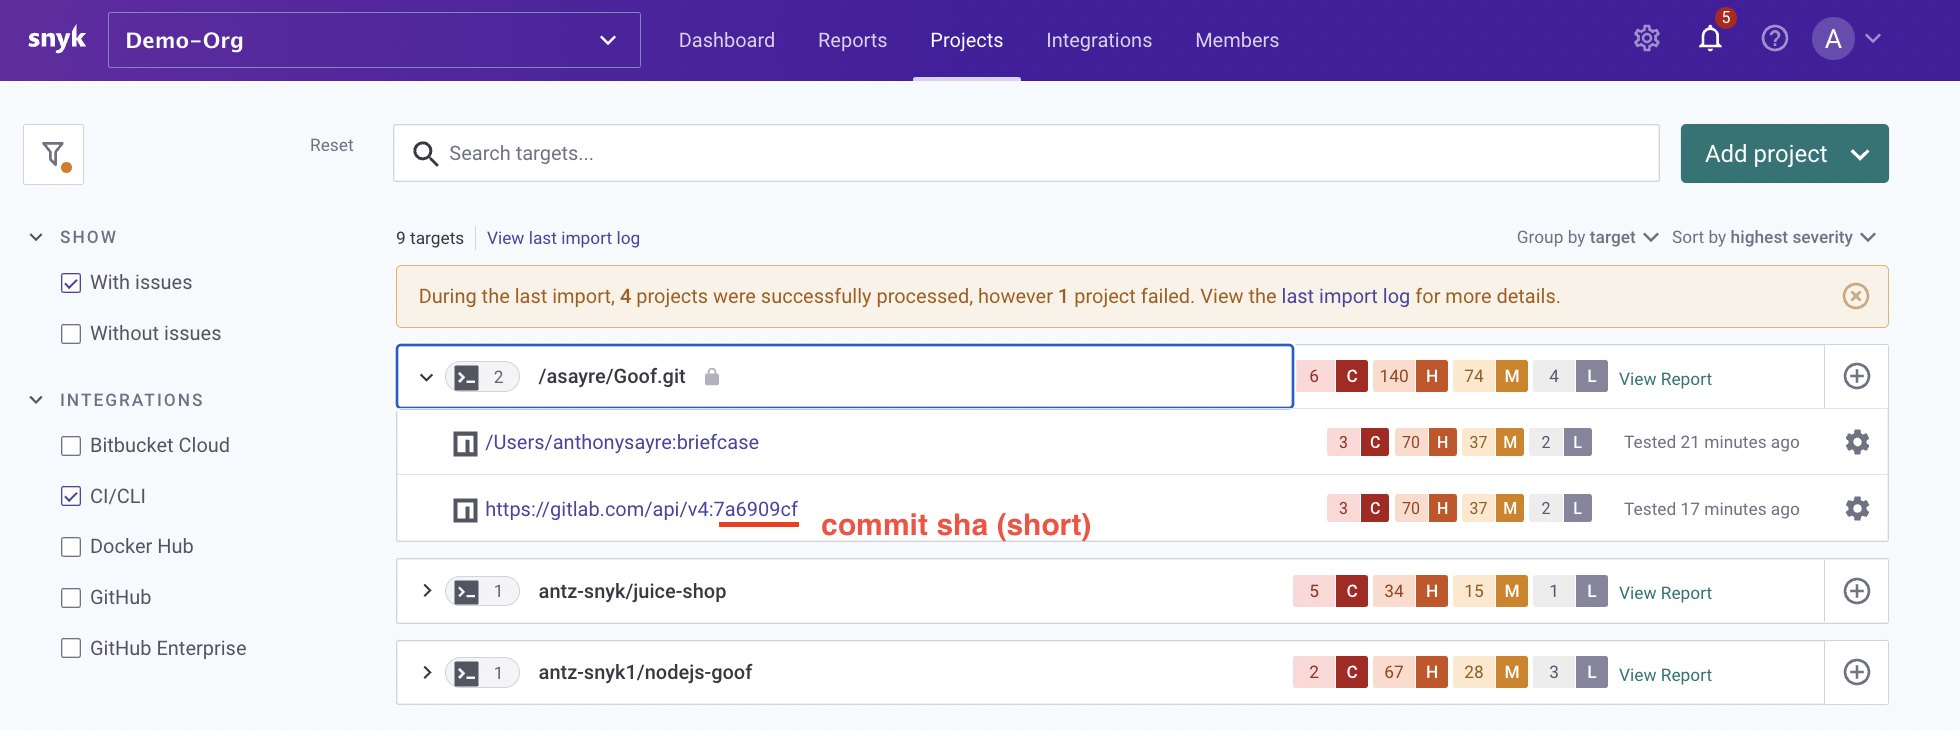 snyk
Demo-Org
Dashboard
Reports
Projects
Integrations
Members
5
?
A
Reset
Search targets...
Add project
SHOW
With issues
Without issues
INTEGRATIONS
Bitbucket Cloud
CI/CLI
Docker Hub
GitHub
GitHub Enterprise
9 targets
View last import log
Group by target
Sort by highest severity
During the last import, 4 projects were successfully processed, however 1 project failed. View the last import log for more details.
2 /asayre/Goof.git 6 C 140 H 74 M 4 L View Report
/Users/anthonysayre:briefcase 3 C 70 H 37 M 2 L Tested 21 minutes ago
https://gitlab.com/api/v4:7a6909cf 3 C 70 H 37 M 2 L Tested 17 minutes ago
commit sha (short)
1 antz-snyk/juice-shop 5 C 34 H 15 M 1 L View Report
1 antz-snyk1/nodejs-goof 2 C 67 H 28 M 3 L View Report